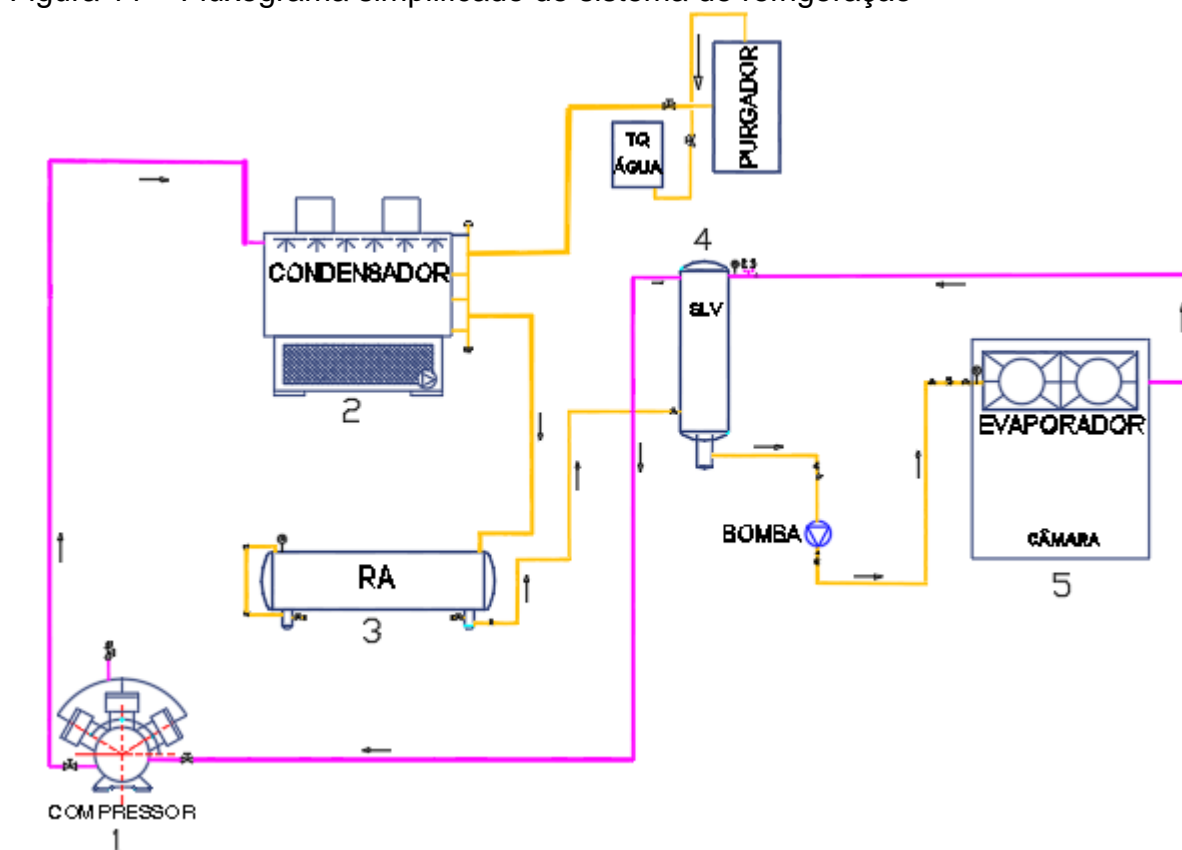 PURGADOR
TQ
ÁGUA
CONDENSADOR
2
4
SLV
EVAPORADOR
CÂMARA
5
BOMBA
RA
3
COMPRESSOR
1